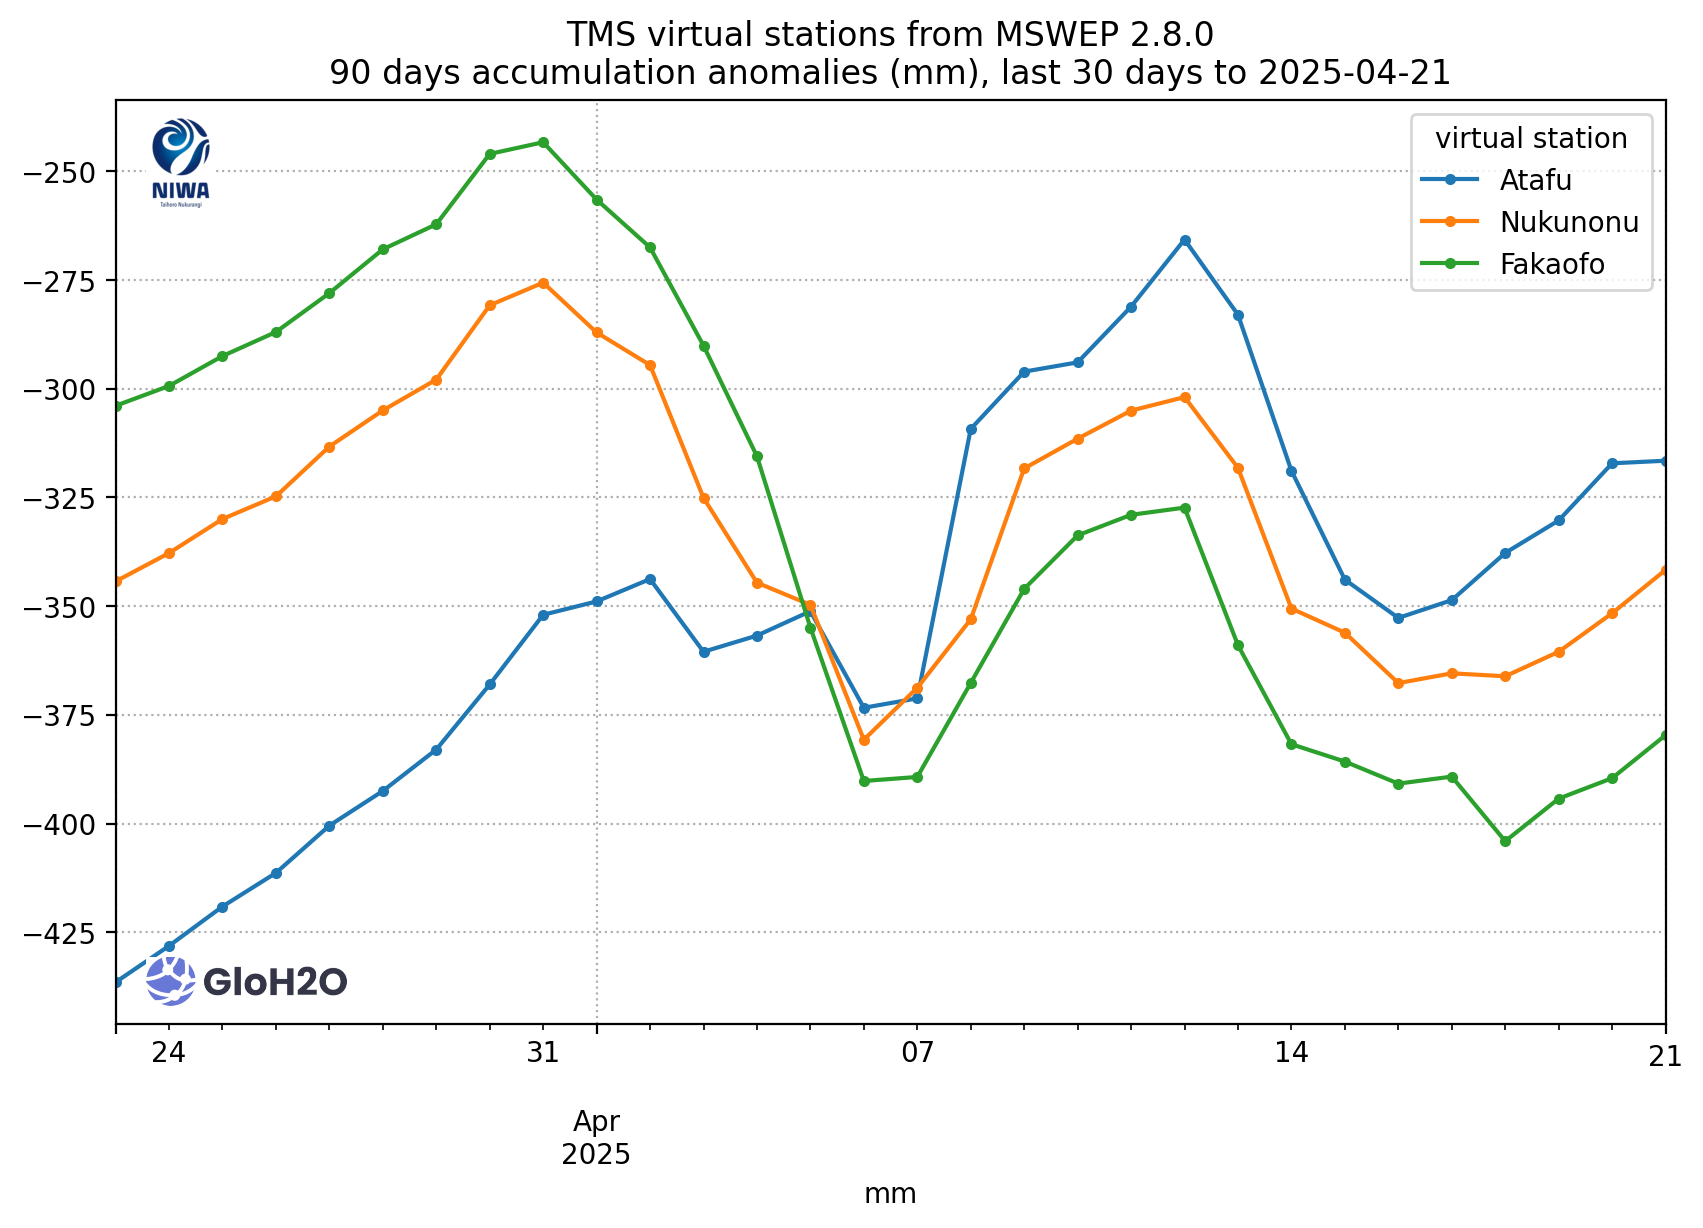 TMS virtual stations from MSWEP 2.8.0
90 days accumulation anomalies (mm), last 30 days to 2025-04-21
NIWA
Taihoro Nukurangi
virtual station
Atafu
Nukunonu
Fakaofo
−250
−275
−300
−325
−350
−375
−400
−425
GloH2O
24
31
07
14
21
Apr
2025
mm